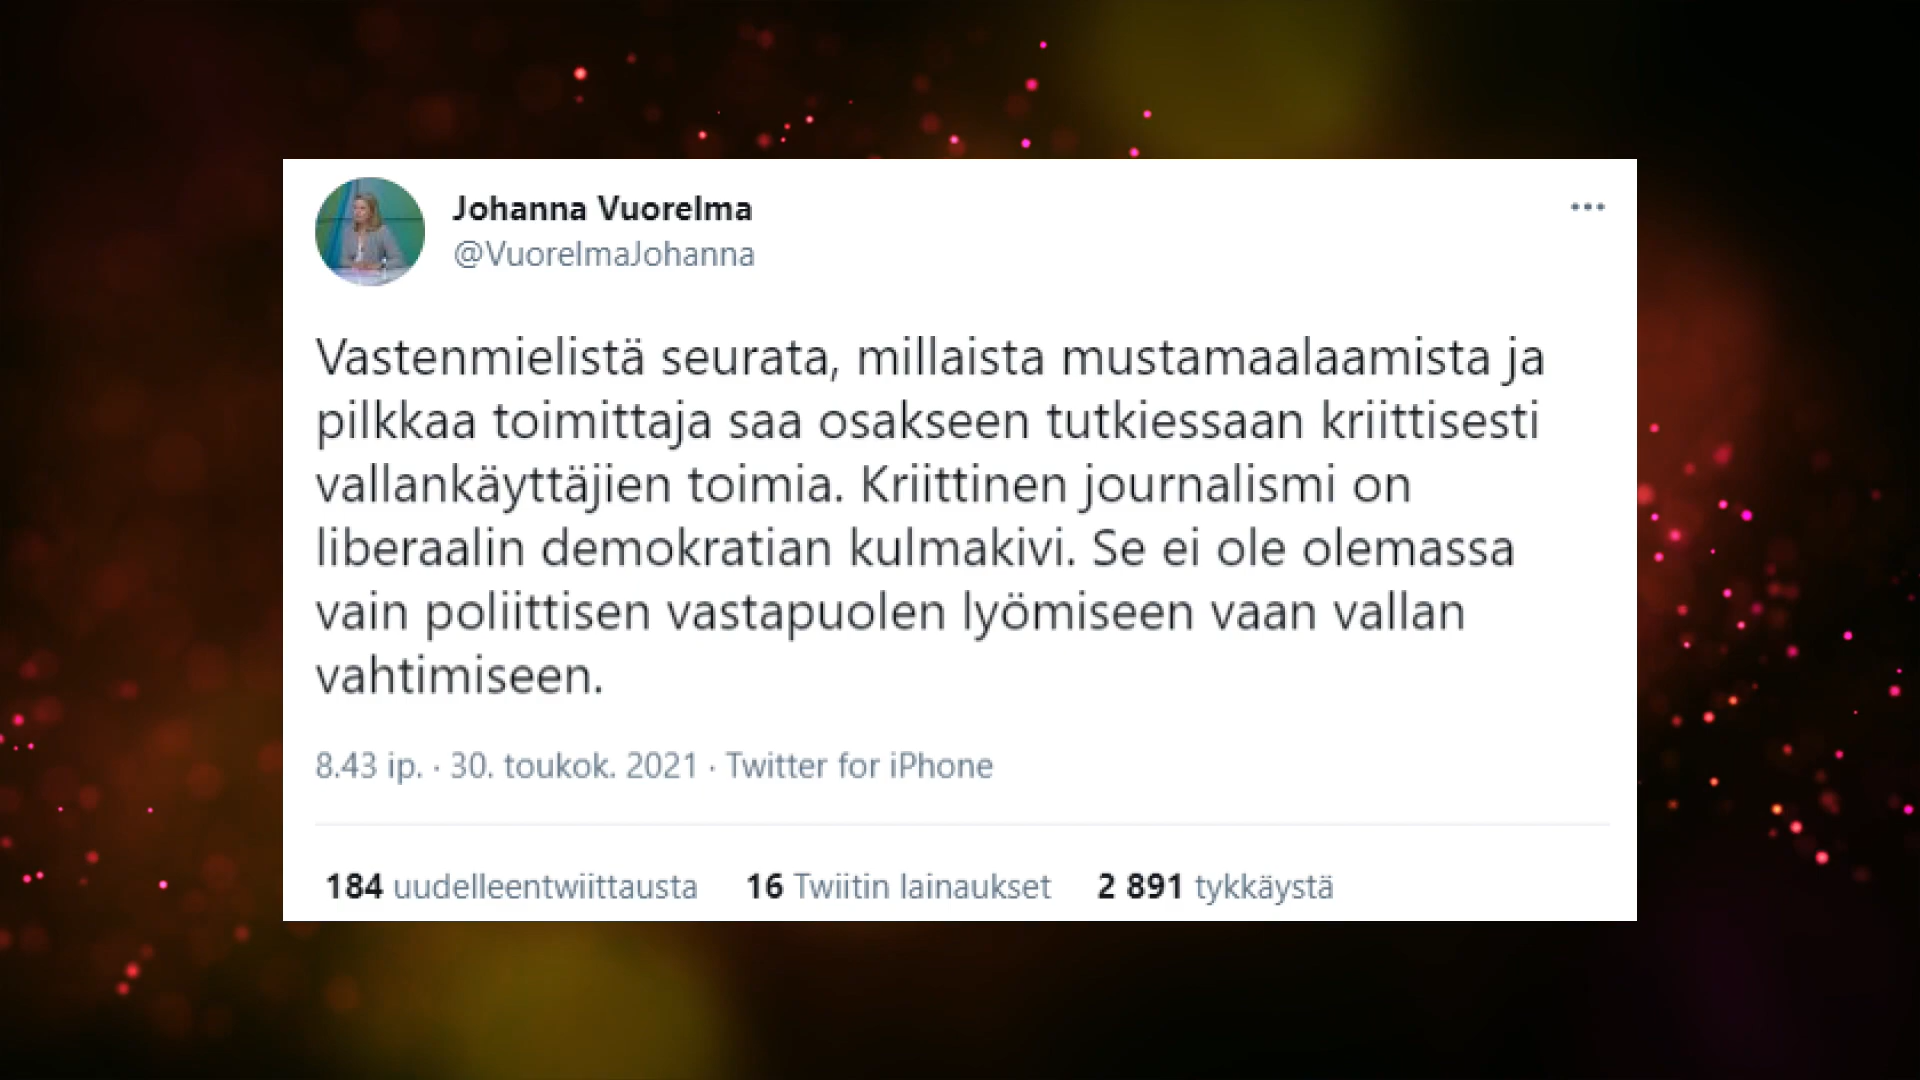 Johanna Vuorelma
@VuorelmaJohanna
Vastenmielistä seurata, millaista mustamaalaamista ja
pilkkaa toimittaja saa osakseen tutkiessaan kriittisesti
vallankäyttäjien toimia. Kriittinen journalismi on
liberaalin demokratian kulmakivi. Se ei ole olemassa
vain poliittisen vastapuolen lyömiseen vaan vallan
vahtimiseen.
8.43 ip. · 30. toukok. 2021 · Twitter for iPhone
184 uudelleentwiittausta 16 Twiitin lainaukset 2 891 tykkäystä